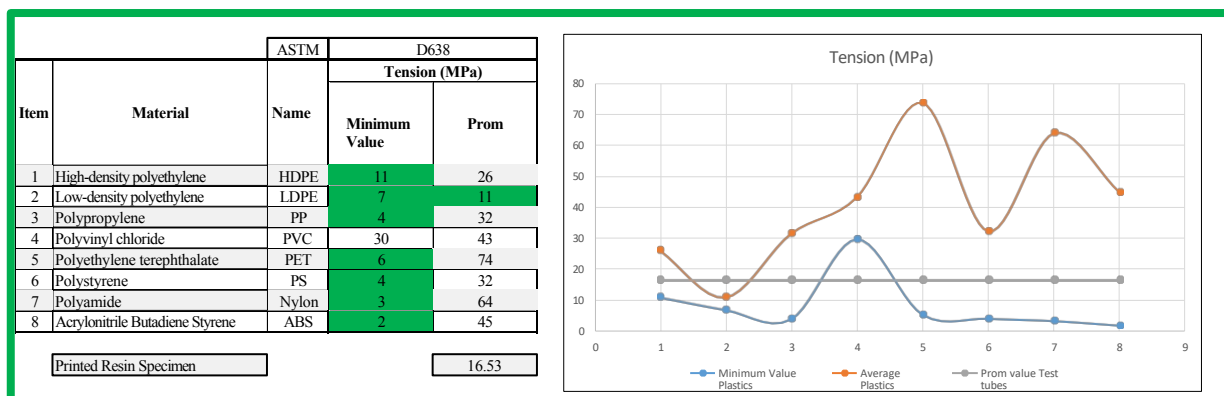 ASTM D638
Tension (MPa)
Item Material Name Minimum Value Prom
1 High-density polyethylene HDPE 11 26
2 Low-density polyethylene LDPE 7 11
3 Polypropylene PP 4 32
4 Polyvinyl chloride PVC 30 43
5 Polyethylene terephthalate PET 6 74
6 Polystyrene PS 4 32
7 Polyamide Nylon 3 64
8 Acrylonitrile Butadiene Styrene ABS 2 45
Printed Resin Specimen 16.53
Tension (MPa)
80
70
60
50
40
30
20
10
0
0 1 2 3 4 5 6 7 8 9
Minimum Value Plastics
Average Plastics
Prom value Test tubes